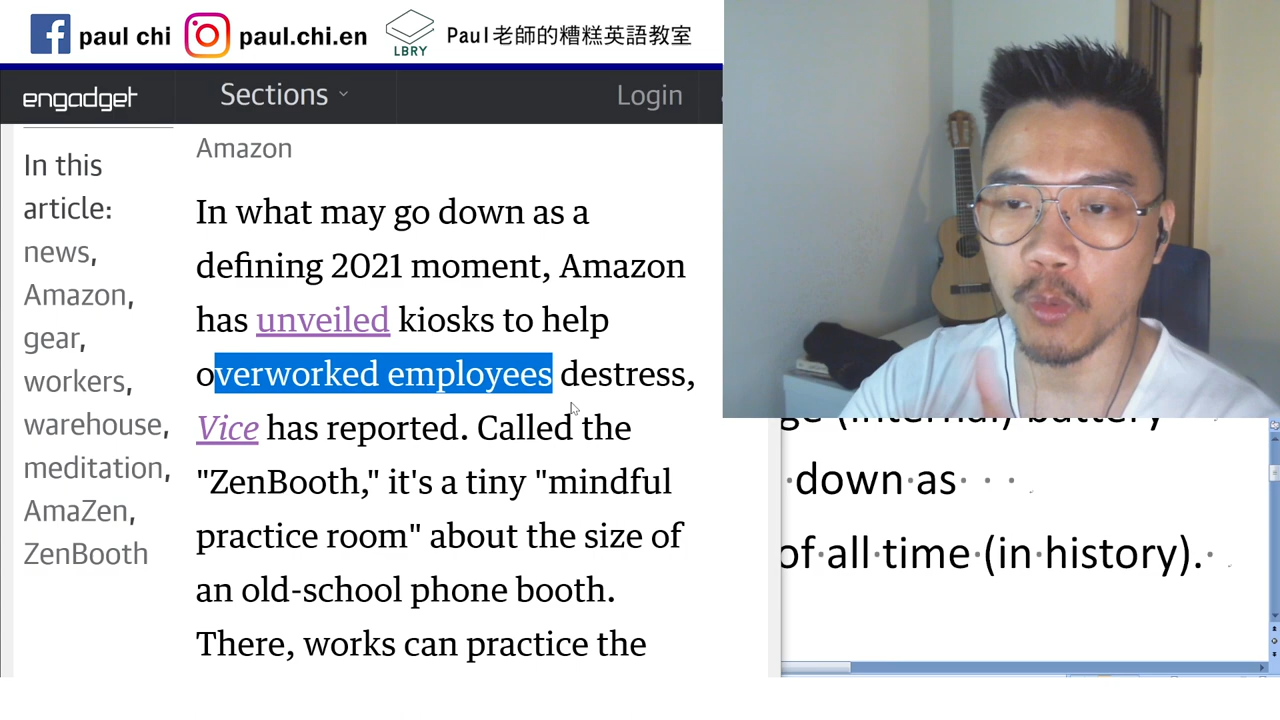 paul chi
paul.chi.en
LBRY
Paul老師的糟糕英語教室
engadget
Sections
Login
In this
article:
news,
Amazon,
gear,
workers,
warehouse,
meditation,
AmaZen,
ZenBooth
Amazon
In what may go down as a
defining 2021 moment, Amazon
has unveiled kiosks to help
overworked employees destress,
Vice has reported. Called the
"ZenBooth," it's a tiny "mindful
practice room" about the size of
an old-school phone booth.
There, works can practice the
(internal) battery
down as · · ·
of all time (in history).